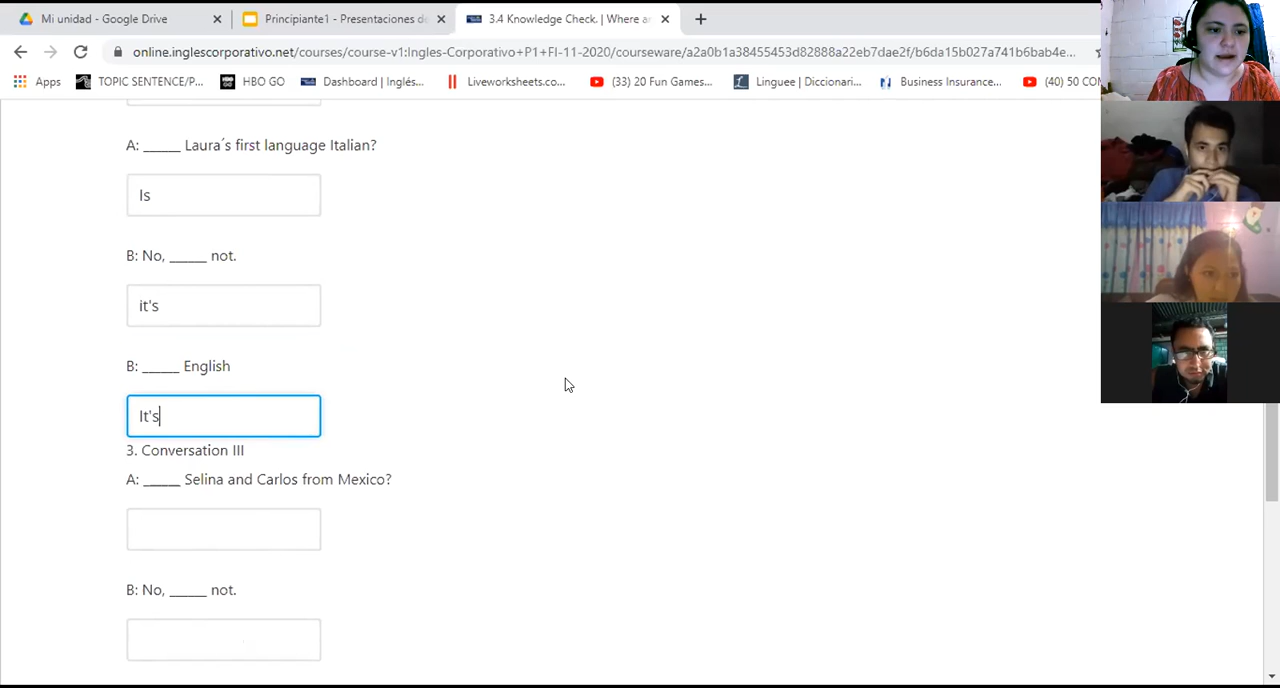 Mi unidad - Google Drive
Principiante1 - Presentaciones de
3.4 Knowledge Check. | Where a
online.inglescorporativo.net/courses/course-v1:Ingles-Corporativo+P1+FI-11-2020/courseware/a2a0b1a38455453d82888a22eb7dae2f/b6da15b027a741b6bab4e...
Apps
TOPIC SENTENCE/P...
HBO GO
Dashboard | Inglés...
Liveworksheets.co...
(33) 20 Fun Games...
Linguee | Diccionari...
Business Insurance...
(40) 50 CO
A: _____ Laura´s first language Italian?
Is
B: No, _____ not.
it's
B: _____ English
It's
3. Conversation III
A: _____ Selina and Carlos from Mexico?
B: No, _____ not.